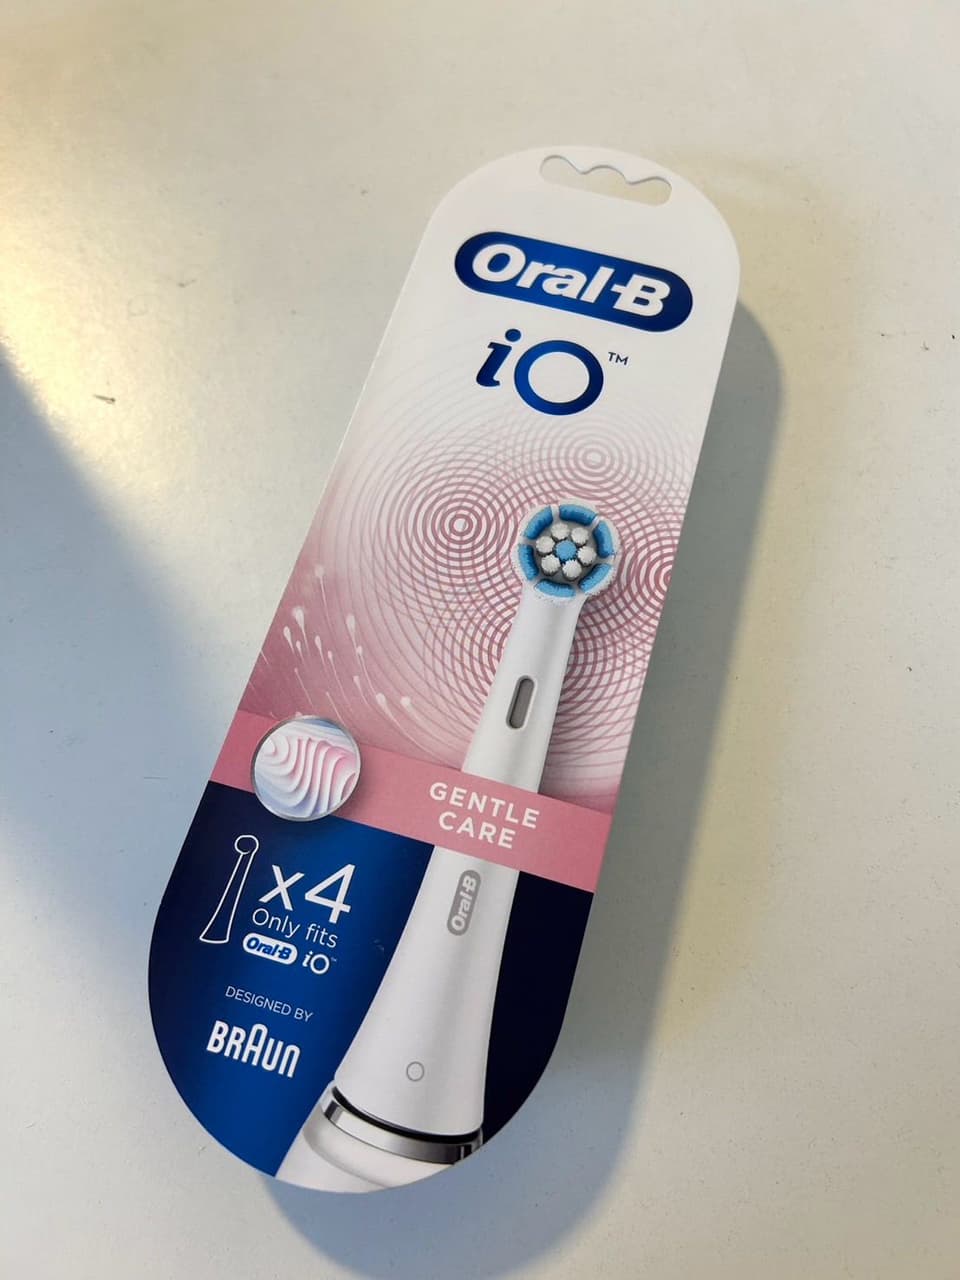 Oral-B
iO™
GENTLE
CARE
x4
Only fits
Oral-B iO™
Oral-B
DESIGNED BY
BRAUN